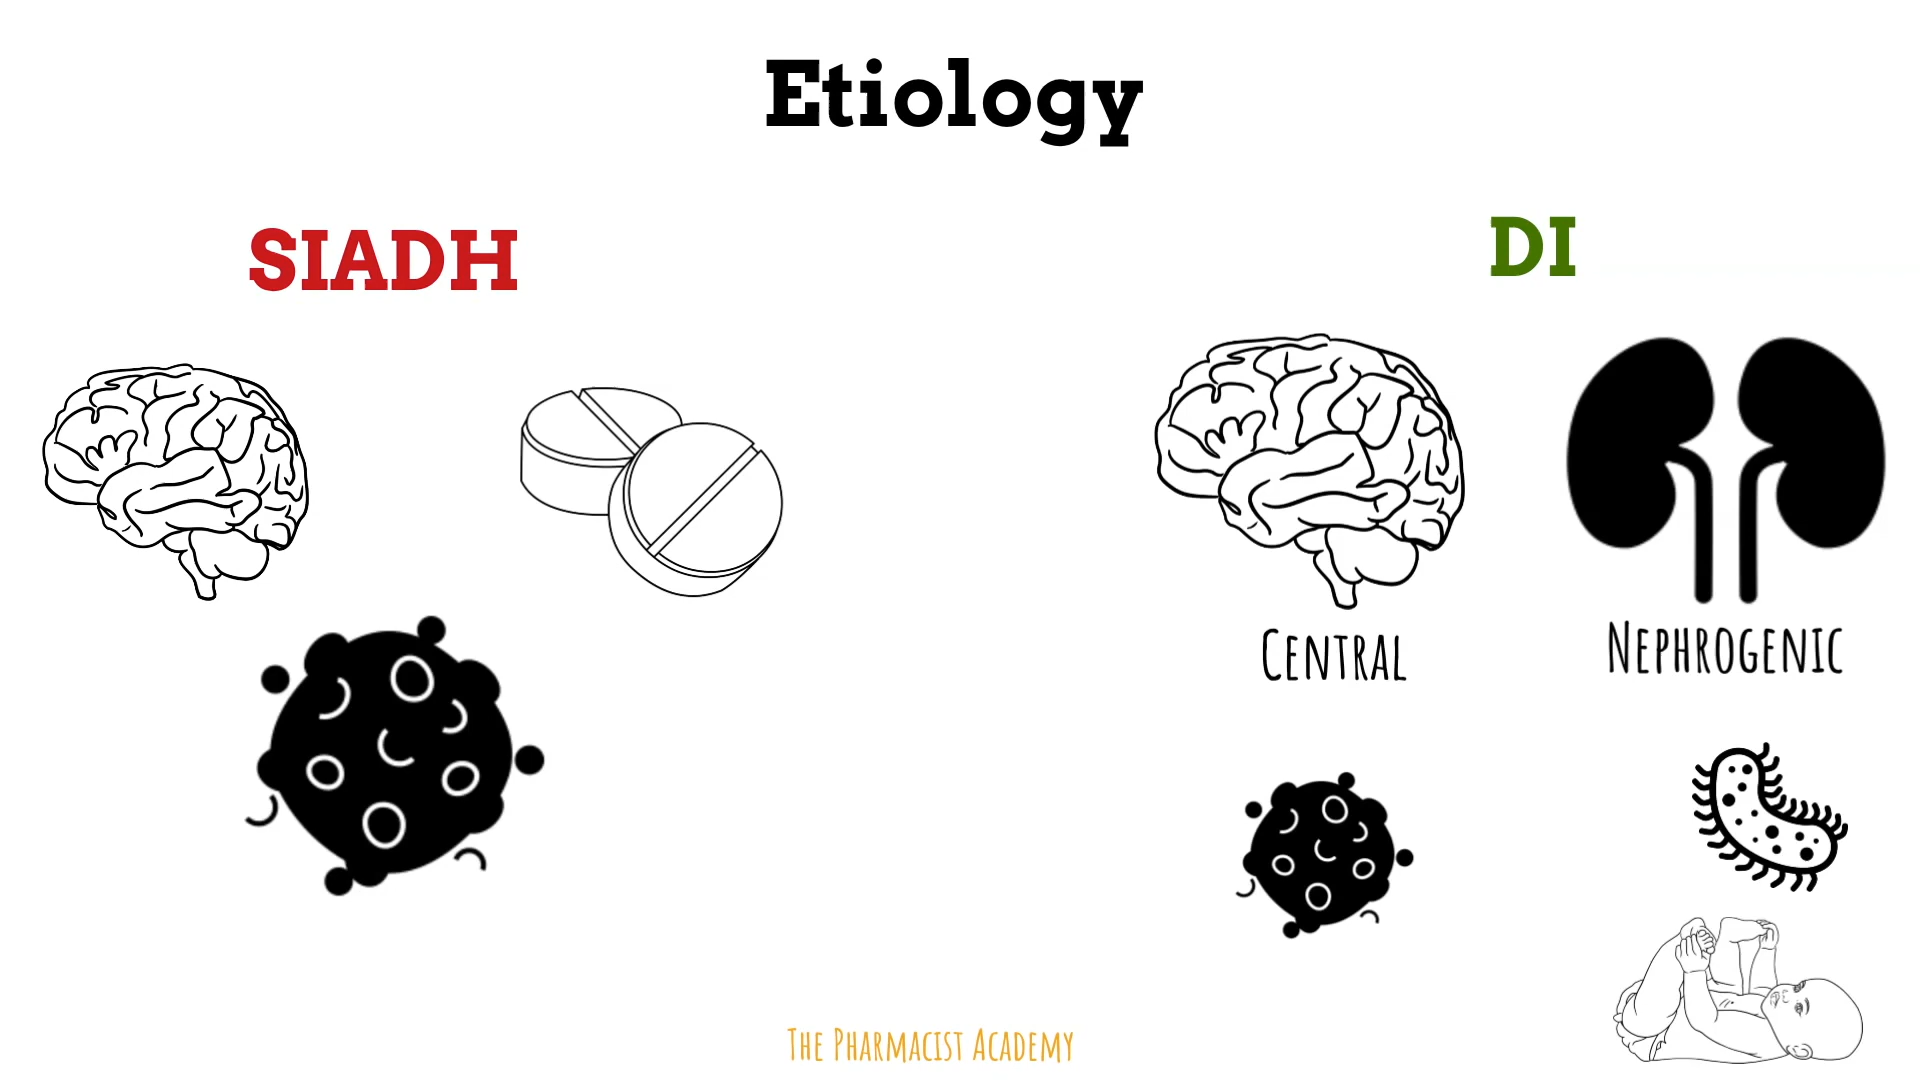 Etiology
SIADH
DI
Central
Nephrogenic
The Pharmacist Academy